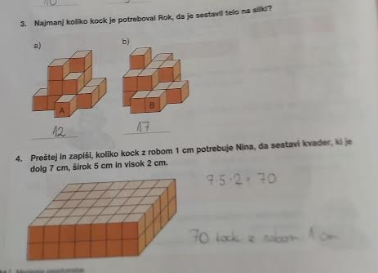 3. Najmanj koliko kock je potreboval Rok, da je sestavil telo na sliki?
a)
b)
A
B
12
17
4. Preštej in zapiši, koliko kock z robom 1 cm potrebuje Nina, da sestavi kvader, ki je
dolg 7 cm, širok 5 cm in visok 2 cm.
7·5·2 = 70
70 kock z robom 1 cm